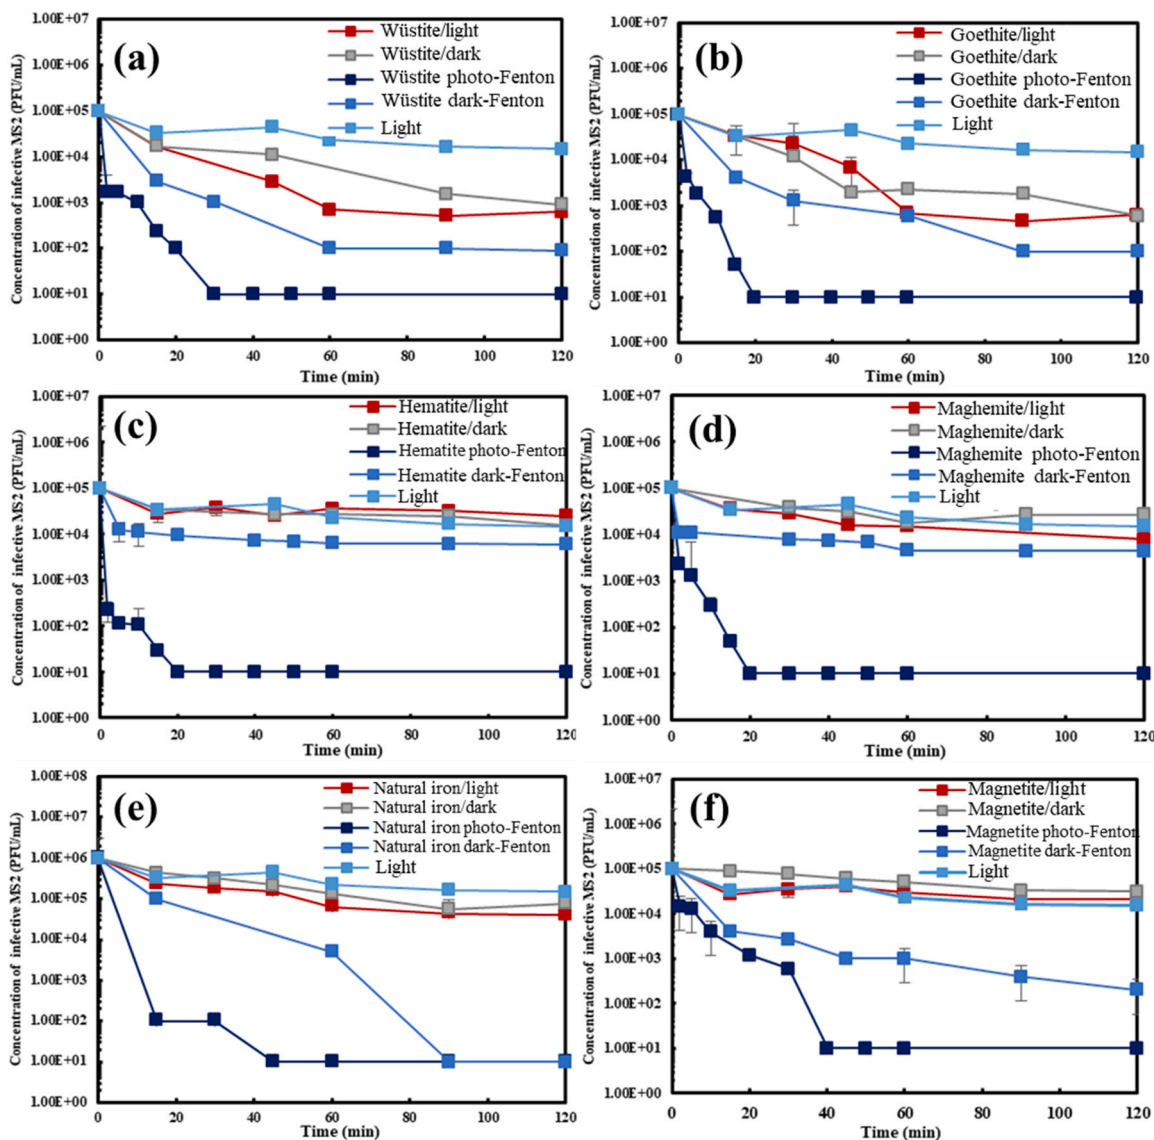 (a)
Concentration of infective MS2 (PFU/mL)
1.00E+07
1.00E+06
1.00E+05
1.00E+04
1.00E+03
1.00E+02
1.00E+01
1.00E+00
Wüstite/light
Wüstite/dark
Wüstite photo-Fenton
Wüstite dark-Fenton
Light
0 20 40 60 80 100 120
Time (min)
(b)
Concentration of infective MS2 (PFU/mL)
1.00E+07
1.00E+06
1.00E+05
1.00E+04
1.00E+03
1.00E+02
1.00E+01
1.00E+00
Goethite/light
Goethite/dark
Goethite photo-Fenton
Goethite dark-Fenton
Light
0 20 40 60 80 100 120
Time (min)
(c)
Concentration of infective MS2 (PFU/mL)
1.00E+07
1.00E+06
1.00E+05
1.00E+04
1.00E+03
1.00E+02
1.00E+01
1.00E+00
Hematite/light
Hematite/dark
Hematite photo-Fenton
Hematite dark-Fenton
Light
0 20 40 60 80 100 120
Time (min)
(d)
Concentration of infective MS2 (PFU/mL)
1.00E+07
1.00E+06
1.00E+05
1.00E+04
1.00E+03
1.00E+02
1.00E+01
1.00E+00
Maghemite/light
Maghemite/dark
Maghemite photo-Fenton
Maghemite dark-Fenton
Light
0 20 40 60 80 100 120
Time (min)
(e)
Concentration of infective MS2 (PFU/mL)
1.00E+08
1.00E+07
1.00E+06
1.00E+05
1.00E+04
1.00E+03
1.00E+02
1.00E+01
1.00E+00
Natural iron/light
Natural iron/dark
Natural iron photo-Fenton
Natural iron dark-Fenton
Light
0 20 40 60 80 100 120
Time (min)
(f)
Concentration of infective MS2 (PFU/mL)
1.00E+07
1.00E+06
1.00E+05
1.00E+04
1.00E+03
1.00E+02
1.00E+01
1.00E+00
Magnetite/light
Magnetite/dark
Magnetite photo-Fenton
Magnetite dark-Fenton
Light
0 20 40 60 80 100 120
Time (min)